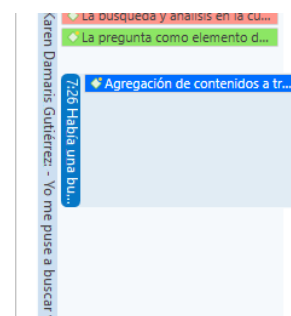 La búsqueda y análisis en la cu...
La pregunta como elemento d...
Agregación de contenidos a tr...
7:26 Había una bu...
Karen Damaris Gutiérrez: - Yo me puse a buscar